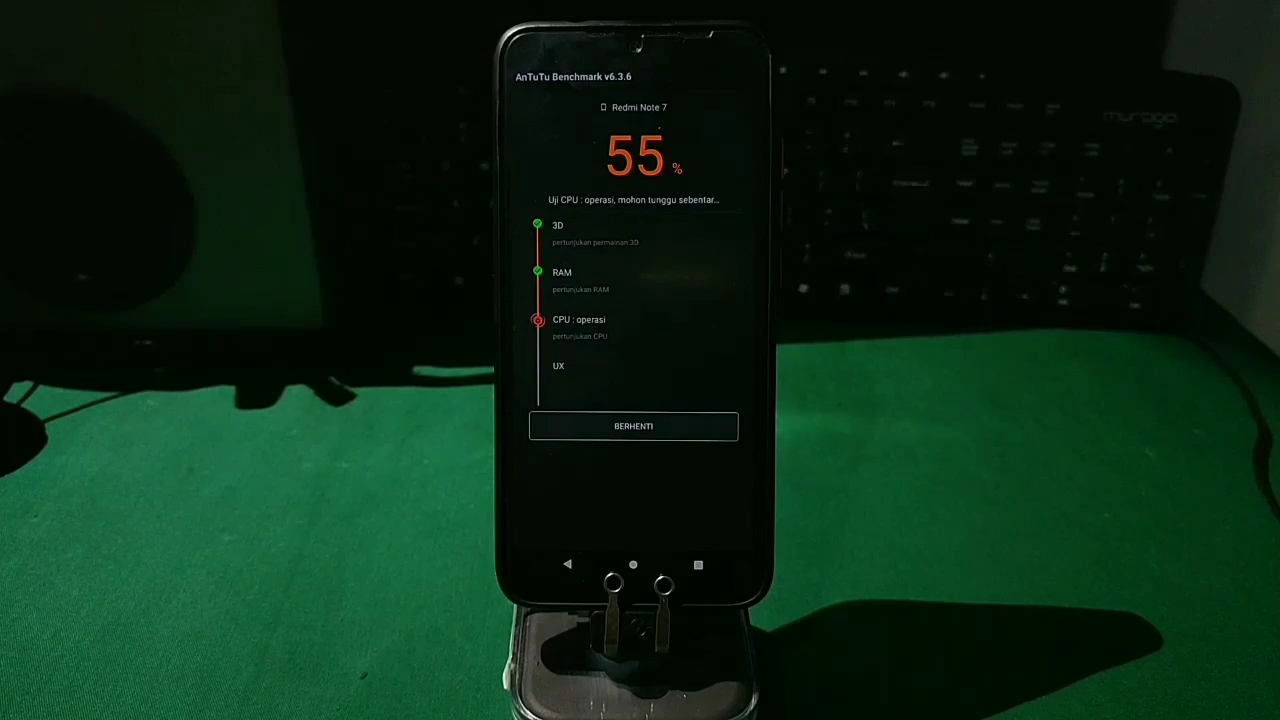 AnTuTu Benchmark v6.3.6
Redmi Note 7
55 %
Uji CPU : operasi, mohon tunggu sebentar...
3D
pertunjukan permainan 3D
RAM
pertunjukan RAM
CPU : operasi
pertunjukan CPU
UX
BERHENTI